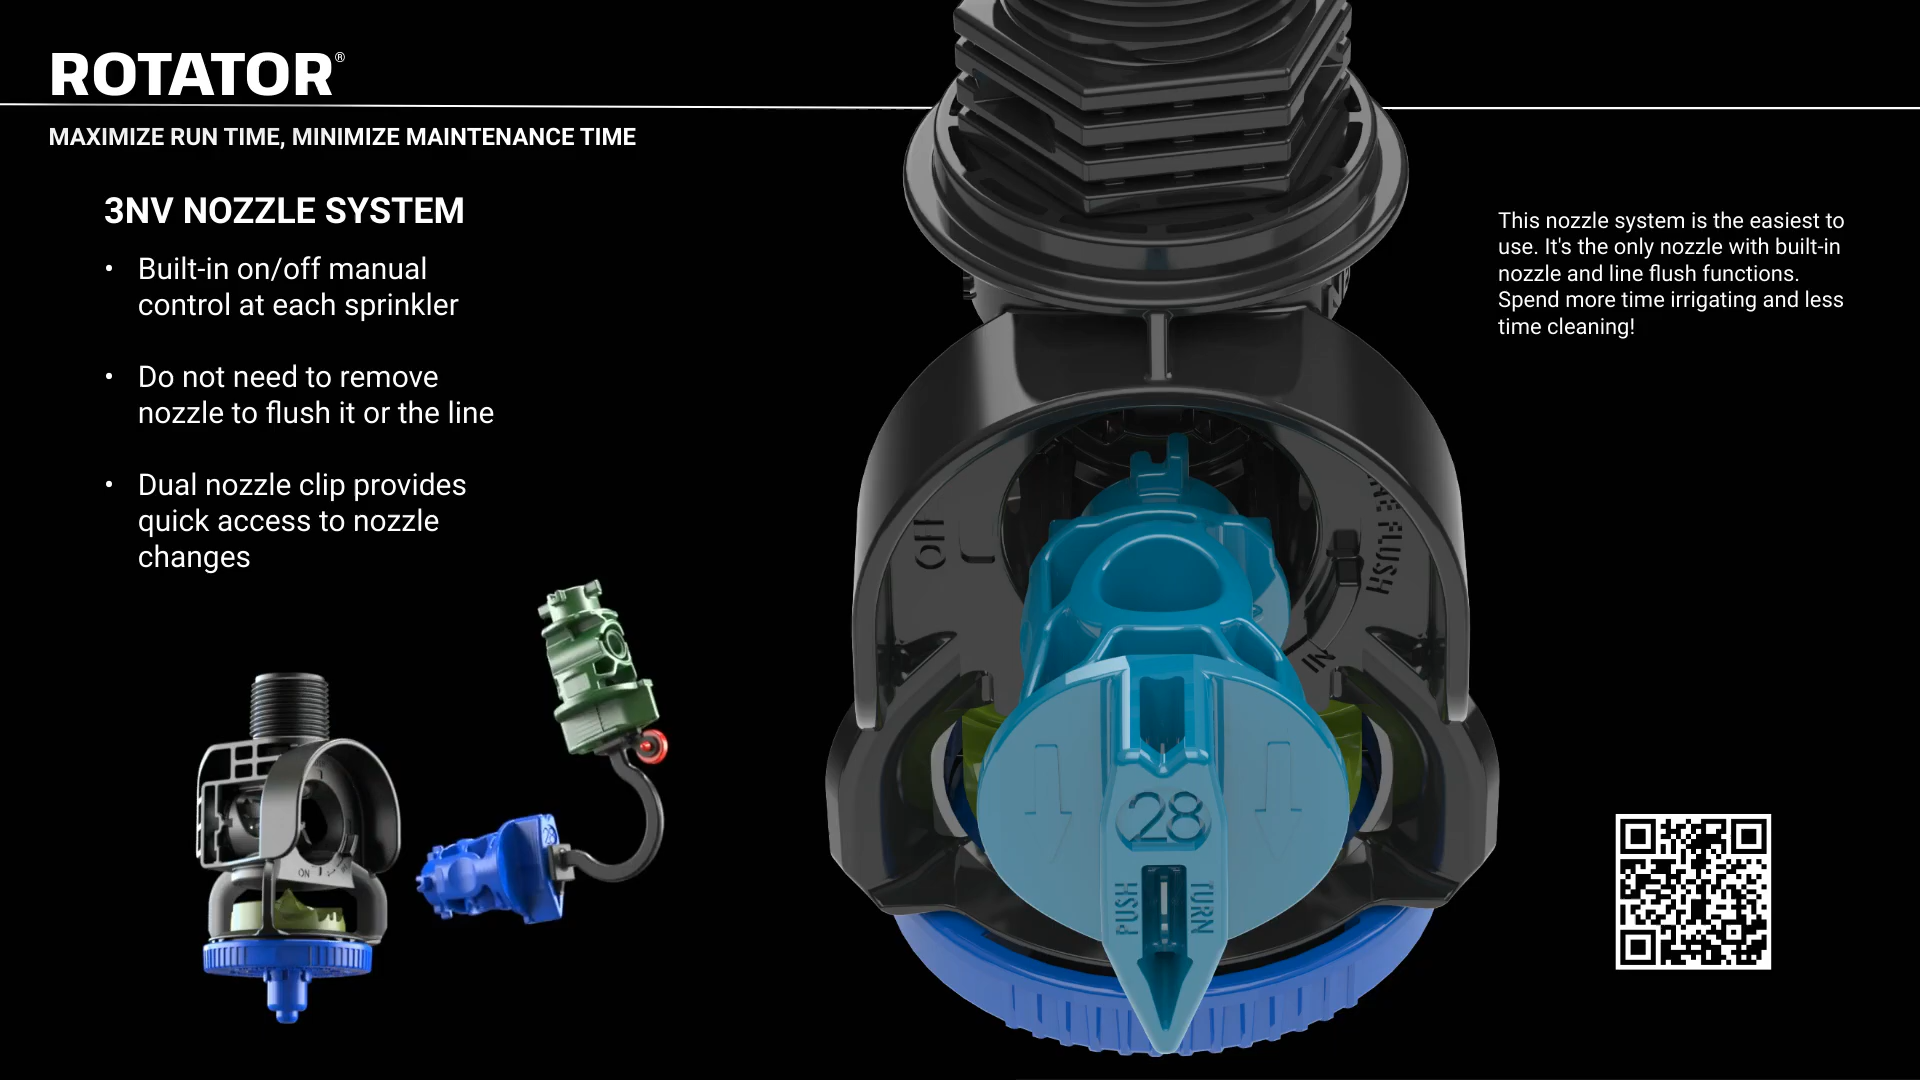 ROTATOR®
MAXIMIZE RUN TIME, MINIMIZE MAINTENANCE TIME
3NV NOZZLE SYSTEM
• Built-in on/off manual
control at each sprinkler
• Do not need to remove
nozzle to flush it or the line
• Dual nozzle clip provides
quick access to nozzle
changes
This nozzle system is the easiest to
use. It's the only nozzle with built-in
nozzle and line flush functions.
Spend more time irrigating and less
time cleaning!
OFF
FLUSH
IN
28
PUSH
TURN
ON
28